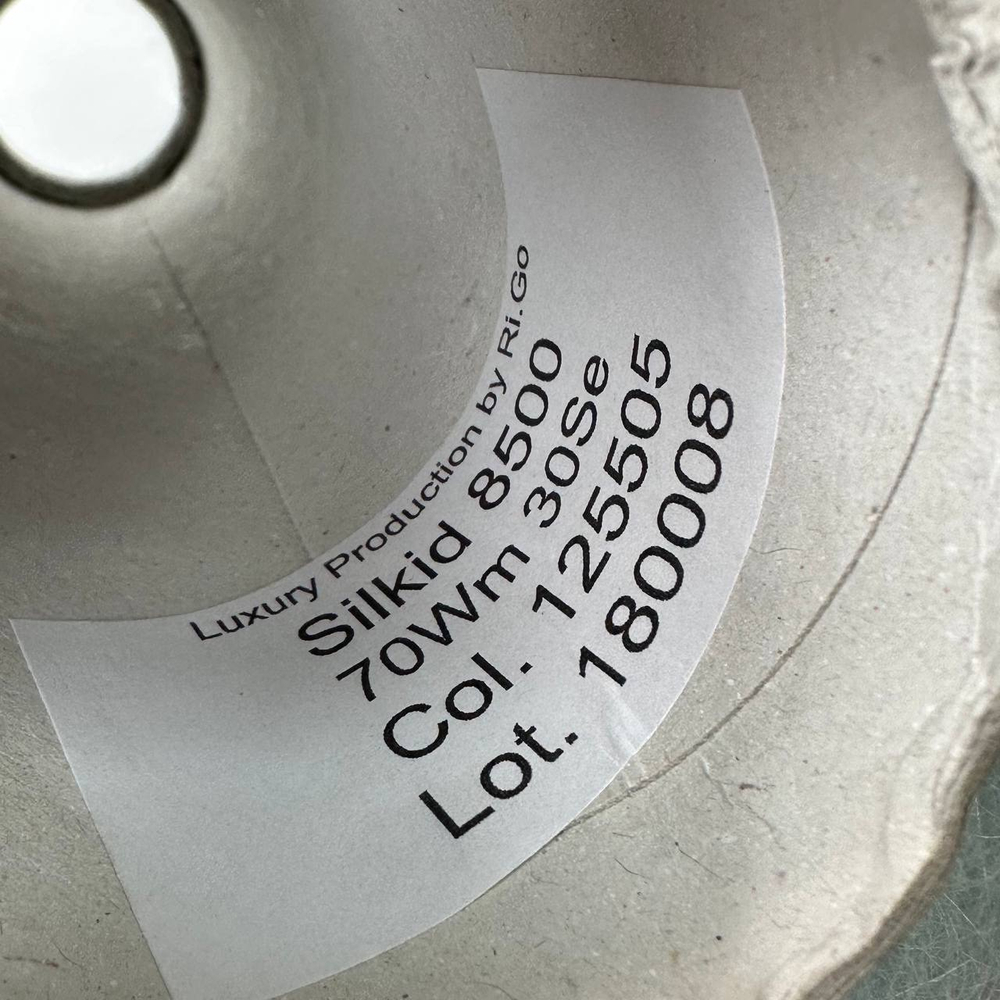 Luxury Production by Ri.Go
Silkid 8500
70Wm 30Se
Col. 125505
Lot. 180008